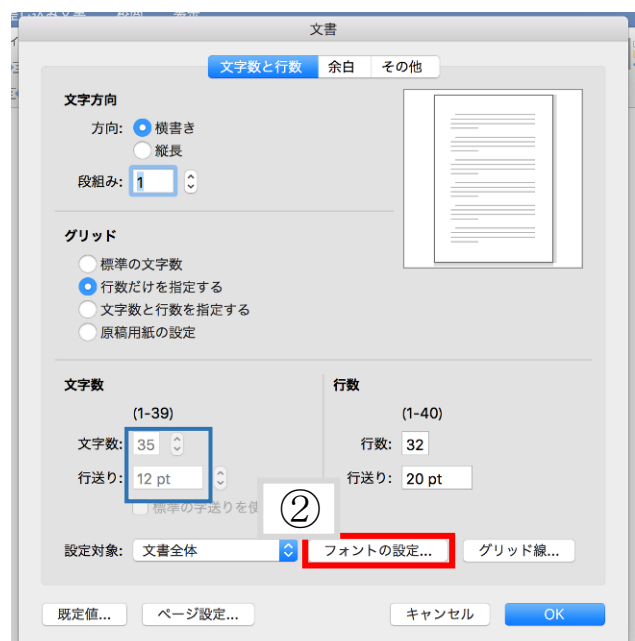 文書
文字数と行数 余白 その他
文字方向
方向: 横書き
縦長
段組み: 1
グリッド
標準の文字数
行数だけを指定する
文字数と行数を指定する
原稿用紙の設定
文字数 行数
(1-39) (1-40)
文字数: 35 行数: 32
行送り: 12 pt 行送り: 20 pt
標準の字送りを使
②
設定対象: 文書全体 フォントの設定... グリッド線...
既定値... ページ設定... キャンセル OK